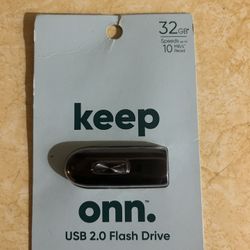 32GB*
Speeds up to
10 MB/s*
Read
keep
onn.
USB 2.0 Flash Drive